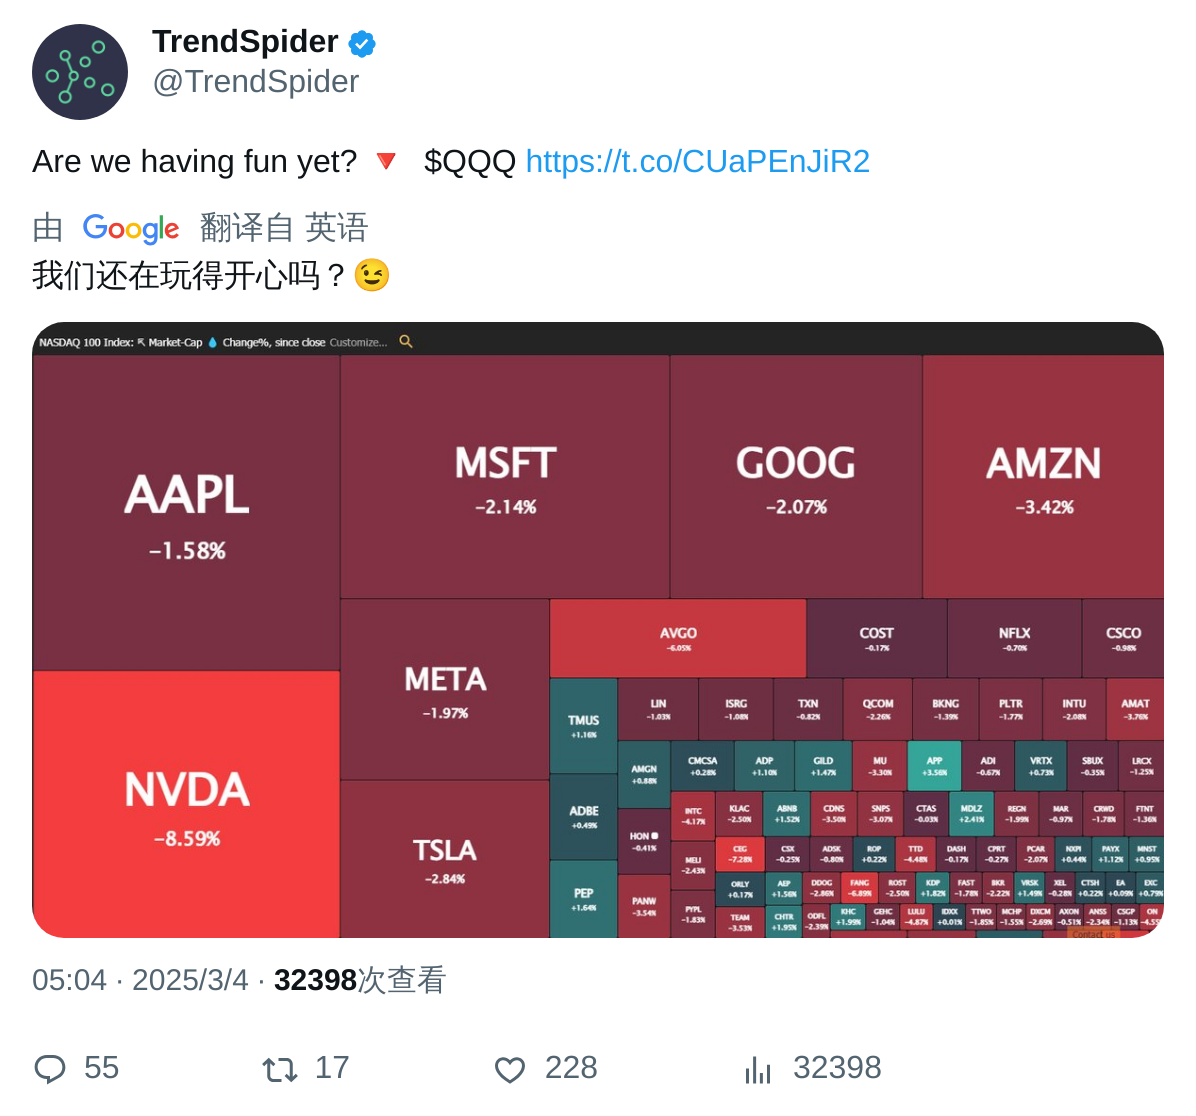 TrendSpider
@TrendSpider
Are we having fun yet? 🔻 $QQQ https://t.co/CUaPEnJiR2
由 Google 翻译自 英语
我们还在玩得开心吗？😉
NASDAQ 100 Index: Market-Cap Change%, since close Customize...
AAPL
-1.58%
MSFT
-2.14%
GOOG
-2.07%
AMZN
-3.42%
NVDA
-8.59%
META
-1.97%
TSLA
-2.84%
AVGO
-6.05%
COST
-0.17%
NFLX
-0.70%
CSCO
-0.98%
TMUS
+1.16%
LIN
-1.03%
ISRG
-1.08%
TXN
-0.82%
QCOM
-2.26%
BKNG
-1.39%
PLTR
-1.77%
INTU
-2.08%
AMAT
-3.76%
AMGN
+0.88%
CMCSA
+0.28%
ADP
+1.10%
GILD
+1.47%
MU
-3.30%
APP
+3.56%
ADI
-0.67%
VRTX
+0.73%
SBUX
-0.35%
LRCX
-1.25%
ADBE
+0.49%
HON
-0.41%
INTC
-4.17%
KLAC
-2.50%
ABNB
+1.52%
CDNS
-3.50%
SNPS
-3.07%
CTAS
-0.03%
MDLZ
+2.41%
REGN
-1.99%
MAR
-0.97%
CRWD
-1.78%
FTNT
-1.36%
MELI
-2.43%
CEG
-7.28%
CSX
-0.25%
ADSK
-0.80%
ROP
+0.22%
TTD
-4.48%
DASH
-0.17%
CPRT
-0.27%
PCAR
-2.07%
NXPI
+0.44%
PAYX
+1.12%
MNST
+0.95%
PEP
+1.64%
PANW
-3.54%
PYPL
-1.83%
ORLY
+0.17%
AEP
+1.56%
DDOG
-2.86%
FANG
-6.89%
ROST
-2.50%
KDP
+1.82%
FAST
-1.78%
BKR
-2.22%
VRSK
+1.49%
XEL
-0.28%
CTSH
+0.22%
EA
+0.09%
EXC
+0.79%
TEAM
-3.53%
CHTR
+1.95%
ODFL
-2.39%
KHC
+1.99%
GEHC
-1.04%
LULU
-4.87%
IDXX
+0.01%
TTWO
-1.85%
MCHP
-1.55%
DXCM
-2.69%
AXON
-0.51%
ANSS
-2.34%
CSGP
-1.13%
ON
-4.55
Contact us
05:04 · 2025/3/4 · 32398次查看
55 17 228 32398